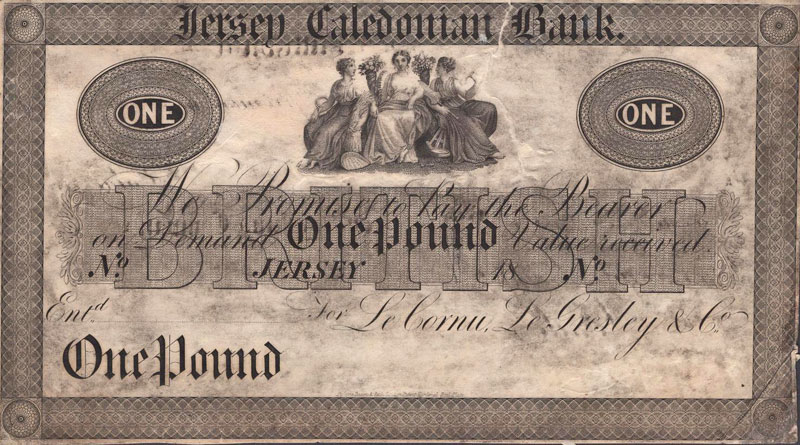 Jersey Caledonian Bank.
ONE
ONE
BRITISH
We Promise to Pay the Bearer
on Demand One Pound Value received.
No JERSEY 18 No
Entd For Le Cornu, Le Gresley & Co
One Pound